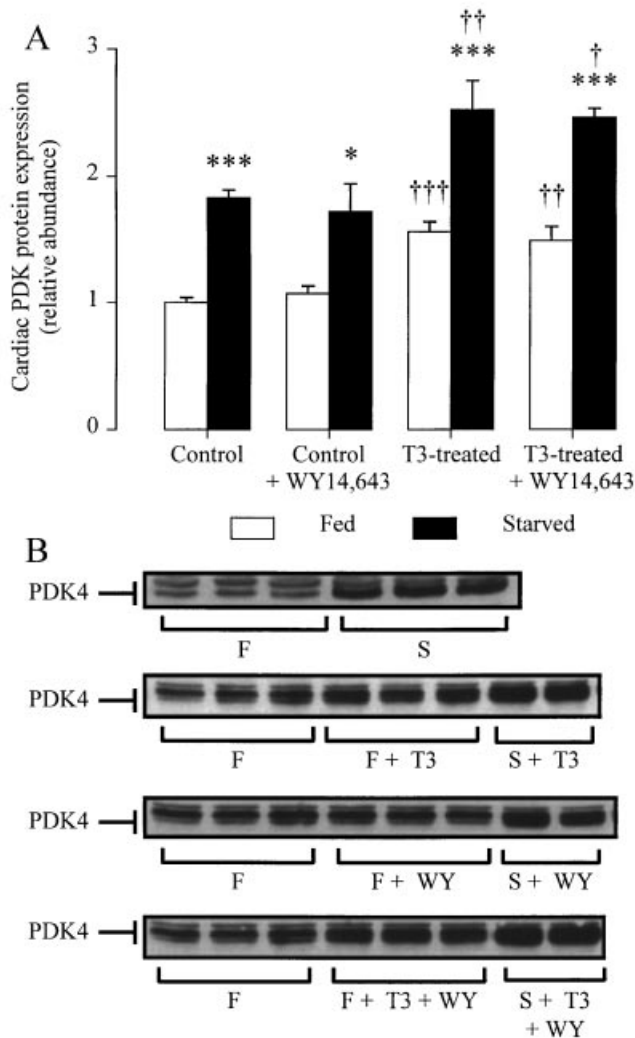 A
Cardiac PDK protein expression
(relative abundance)
3
2
1
0
***
*
†††
††
***
††
†
***
Control
Control
+ WY14,643
T3-treated
T3-treated
+ WY14,643
Fed
Starved
B
PDK4
F
S
PDK4
F
F + T3
S + T3
PDK4
F
F + WY
S + WY
PDK4
F
F + T3 + WY
S + T3
+ WY